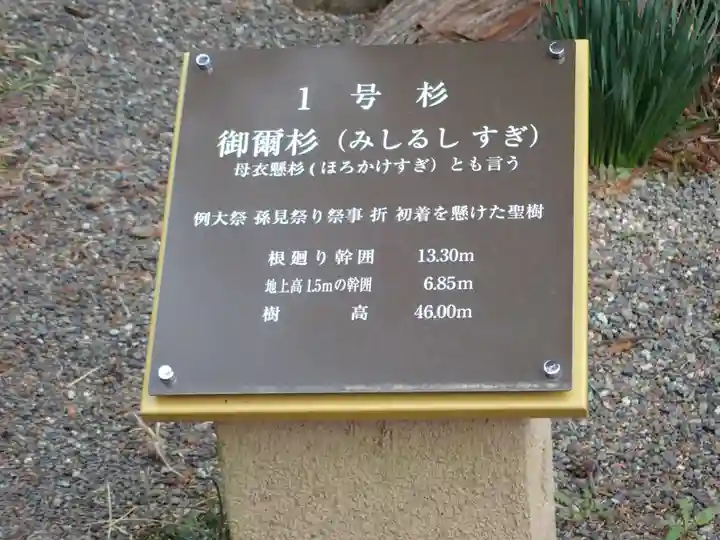 1号杉
御爾杉（みしるし すぎ）
母衣懸杉(ほろかけすぎ）とも言う
例大祭 孫見祭り祭事 折 初着を懸けた聖樹
根廻り幹囲 13.30m
地上高1.5mの幹囲 6.85m
樹高 46.00m